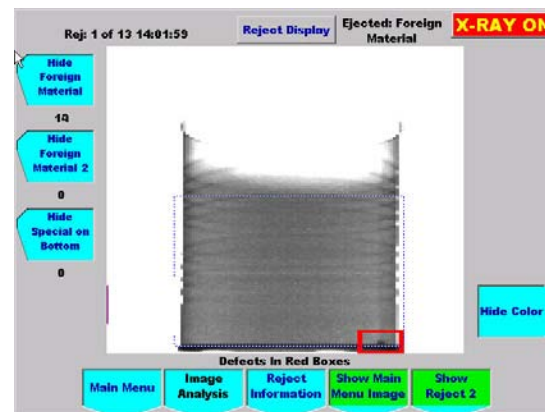 Rej: 1 of 13 14:01:59
Reject Display
Ejected: Foreign
Material
X-RAY ON
Hide
Foreign
Material
14
Hide
Foreign
Material 2
0
Hide
Special on
Bottom
0
Hide Color
Defects In Red Boxes
Main Menu
Image
Analysis
Reject
Information
Show Main
Menu Image
Show
Reject 2